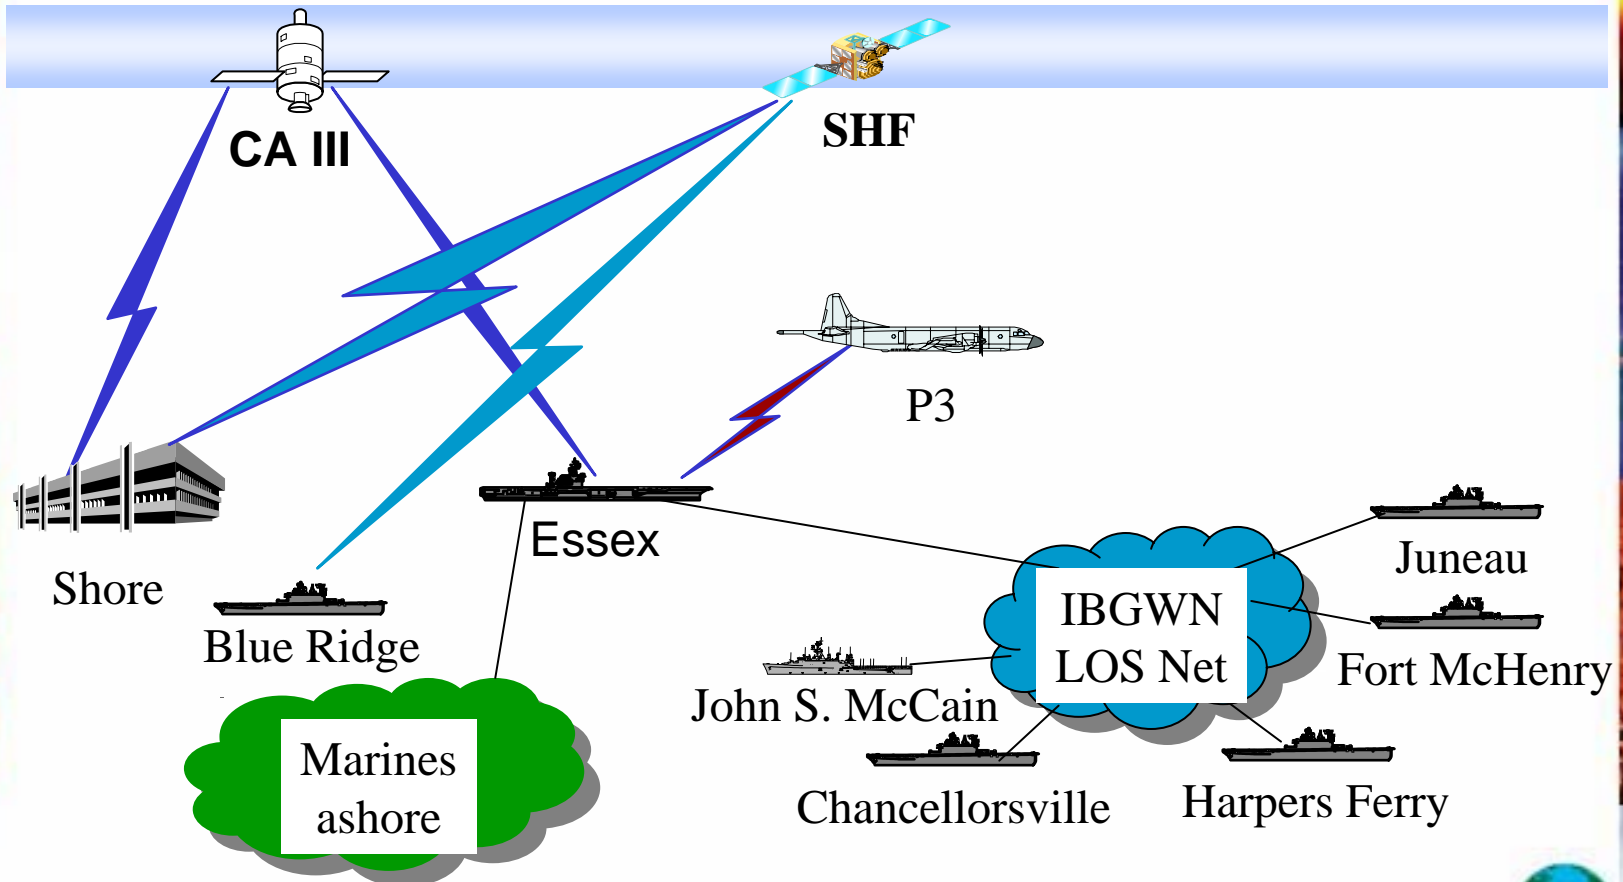 CA III
SHF
P3
Essex
Shore
Blue Ridge
Juneau
IBGWN
LOS Net
Fort McHenry
John S. McCain
Marines
ashore
Chancellorsville
Harpers Ferry